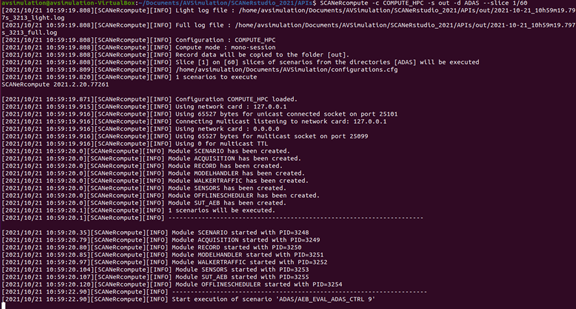 avsimulation@avsimulation-VirtualBox:~/Documents/AVSimulation/SCANeRstudio_2021/APIs$ SCANeRcompute -c COMPUTE_HPC -s out -d ADAS --slice 1/60
[2021/10/21 10:59:19.808][SCANeRcompute][INFO] Light log file : /home/avsimulation/Documents/AVSimulation/SCANeRstudio_2021/APIs/out/2021-10-21_10h59m19.797
s_3213_light.log
[2021/10/21 10:59:19.808][SCANeRcompute][INFO] Full log file : /home/avsimulation/Documents/AVSimulation/SCANeRstudio_2021/APIs/out/2021-10-21_10h59m19.797
s_3213_full.log
[2021/10/21 10:59:19.808][SCANeRcompute][INFO] Configuration : COMPUTE_HPC
[2021/10/21 10:59:19.808][SCANeRcompute][INFO] Compute mode : mono-session
[2021/10/21 10:59:19.808][SCANeRcompute][INFO] Record data will be copied to the folder [out].
[2021/10/21 10:59:19.808][SCANeRcompute][INFO] Slice [1] on [60] slices of scenarios from the directories [ADAS] will be executed
[2021/10/21 10:59:19.809][SCANeRcompute][INFO] /home/avsimulation/Documents/AVSimulation/configurations.cfg
[2021/10/21 10:59:19.820][SCANeRcompute][INFO] 1 scenarios to execute
SCANeRcompute 2021.2.20.77261
[2021/10/21 10:59:19.871][SCANeRcompute][INFO] Configuration COMPUTE_HPC loaded.
[2021/10/21 10:59:19.915][SCANeRcompute][INFO] Using network card : 127.0.0.1
[2021/10/21 10:59:19.916][SCANeRcompute][INFO] Using 65527 bytes for unicast connected socket on port 25101
[2021/10/21 10:59:19.916][SCANeRcompute][INFO] Connecting multicast listening to network card: 127.0.0.1
[2021/10/21 10:59:19.916][SCANeRcompute][INFO] Using network card : 0.0.0.0
[2021/10/21 10:59:19.916][SCANeRcompute][INFO] Using 65527 bytes for multicast socket on port 25099
[2021/10/21 10:59:19.916][SCANeRcompute][INFO] Using 0 for multicast TTL
[2021/10/21 10:59:20.0][SCANeRcompute][INFO] Module SCENARIO has been created.
[2021/10/21 10:59:20.0][SCANeRcompute][INFO] Module ACQUISITION has been created.
[2021/10/21 10:59:20.0][SCANeRcompute][INFO] Module RECORD has been created.
[2021/10/21 10:59:20.0][SCANeRcompute][INFO] Module MODELHANDLER has been created.
[2021/10/21 10:59:20.0][SCANeRcompute][INFO] Module WALKERTRAFFIC has been created.
[2021/10/21 10:59:20.0][SCANeRcompute][INFO] Module SENSORS has been created.
[2021/10/21 10:59:20.0][SCANeRcompute][INFO] Module OFFLINESCHEDULER has been created.
[2021/10/21 10:59:20.0][SCANeRcompute][INFO] Module SUT_AEB has been created.
[2021/10/21 10:59:20.0][SCANeRcompute][INFO] 1 scenarios will be executed.
[2021/10/21 10:59:20.1][SCANeRcompute][INFO] ----------------------------------------------------------------
[2021/10/21 10:59:20.35][SCANeRcompute][INFO] Module SCENARIO started with PID=3248
[2021/10/21 10:59:20.79][SCANeRcompute][INFO] Module ACQUISITION started with PID=3249
[2021/10/21 10:59:20.80][SCANeRcompute][INFO] Module RECORD started with PID=3250
[2021/10/21 10:59:20.85][SCANeRcompute][INFO] Module MODELHANDLER started with PID=3251
[2021/10/21 10:59:20.97][SCANeRcompute][INFO] Module WALKERTRAFFIC started with PID=3252
[2021/10/21 10:59:20.104][SCANeRcompute][INFO] Module SENSORS started with PID=3253
[2021/10/21 10:59:20.107][SCANeRcompute][INFO] Module SUT_AEB started with PID=3255
[2021/10/21 10:59:20.120][SCANeRcompute][INFO] Module OFFLINESCHEDULER started with PID=3254
[2021/10/21 10:59:22.90][SCANeRcompute][INFO] ----------------------------------------------------------------
[2021/10/21 10:59:22.90][SCANeRcompute][INFO] Start execution of scenario 'ADAS/AEB_EVAL_ADAS_CTRL 9'